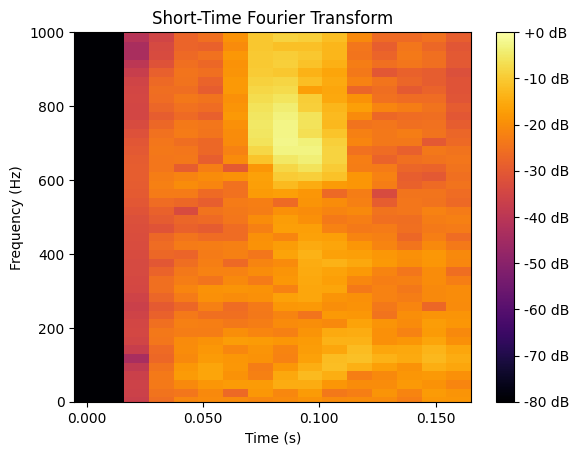 Short-Time Fourier Transform
Frequency (Hz)
1000
800
600
400
200
0
0.000
0.050
0.100
0.150
Time (s)
+0 dB
-10 dB
-20 dB
-30 dB
-40 dB
-50 dB
-60 dB
-70 dB
-80 dB